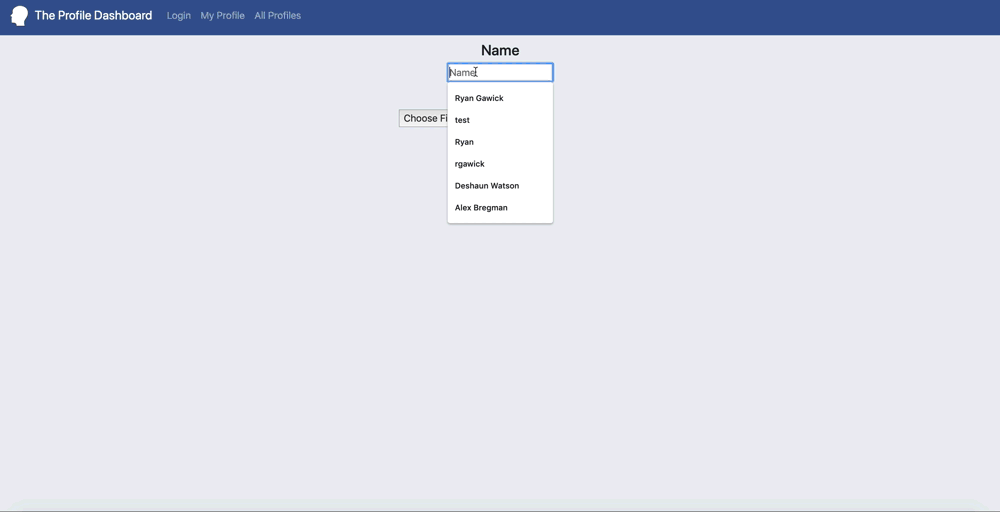 The Profile Dashboard Login My Profile All Profiles
Name
Name
Ryan Gawick
Choose Fi
test
Ryan
rgawick
Deshaun Watson
Alex Bregman